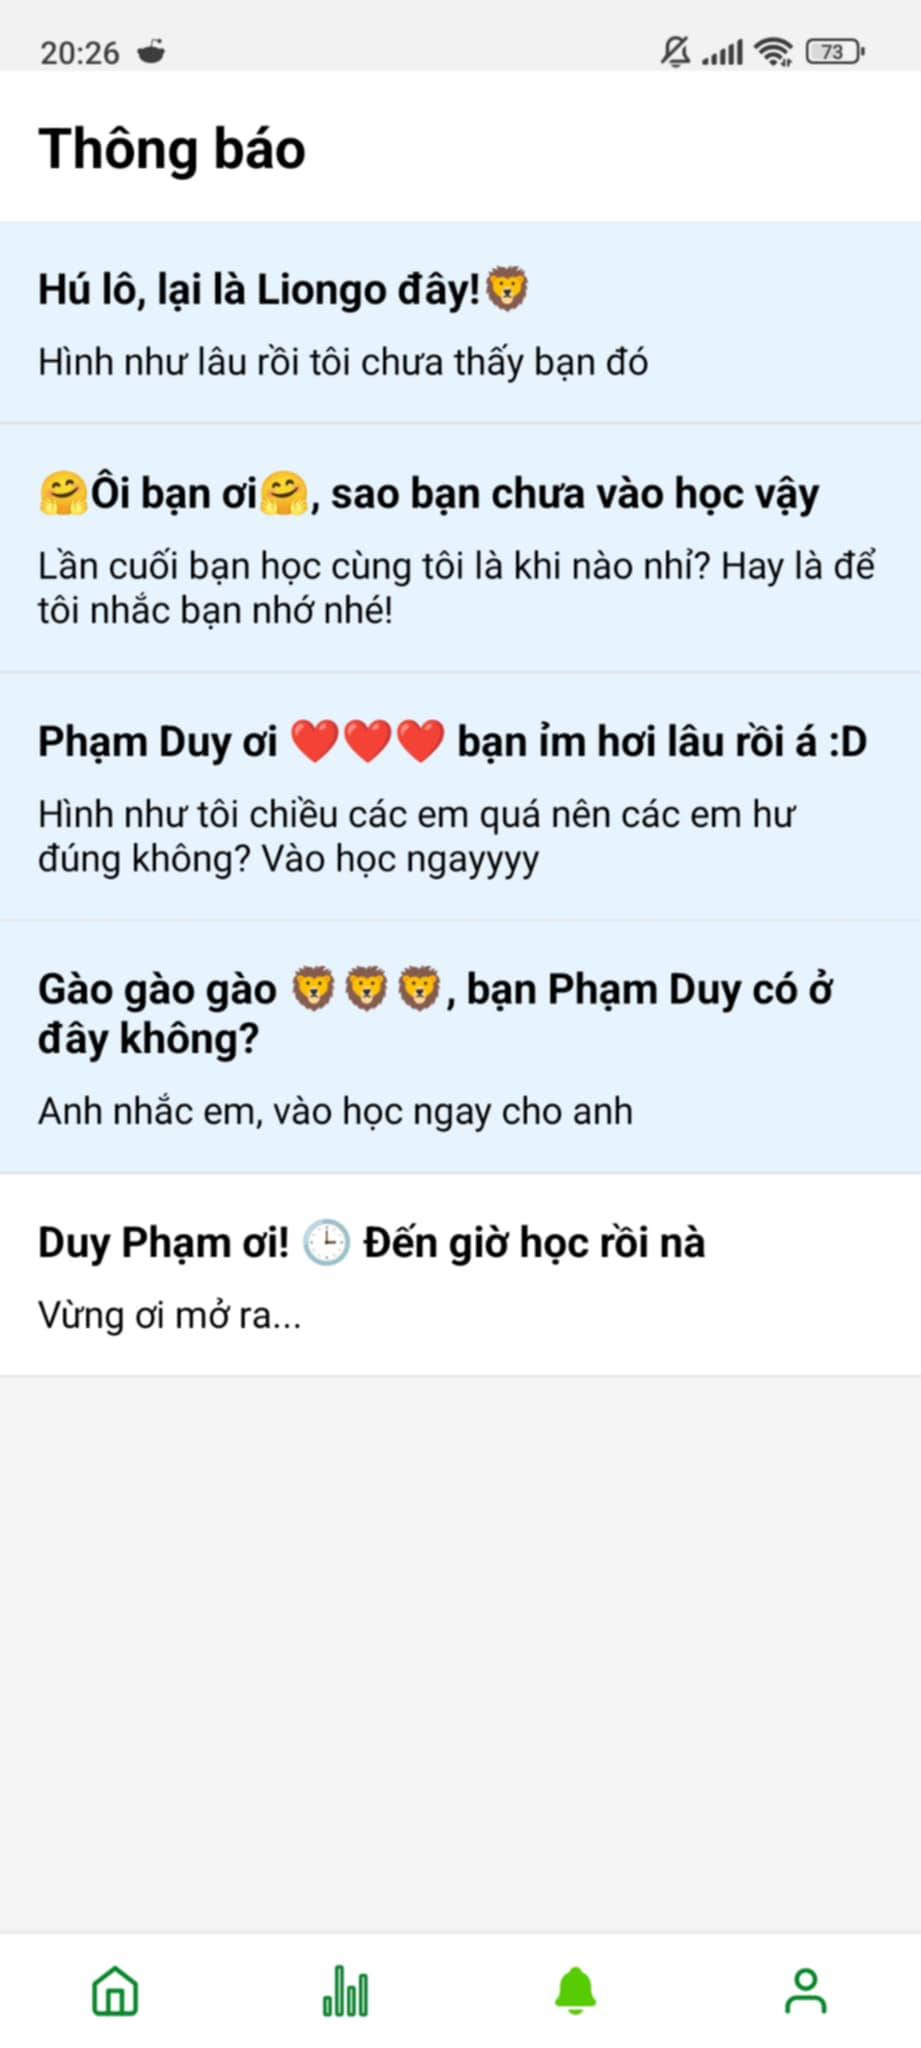 20:26
73
Thông báo
Hú lô, lại là Liongo đây!🦁
Hình như lâu rồi tôi chưa thấy bạn đó
🤗Ôi bạn ơi🤗, sao bạn chưa vào học vậy
Lần cuối bạn học cùng tôi là khi nào nhỉ? Hay là để
tôi nhắc bạn nhớ nhé!
Phạm Duy ơi ❤️❤️❤️ bạn ỉm hơi lâu rồi á :D
Hình như tôi chiều các em quá nên các em hư
đúng không? Vào học ngayyyy
Gào gào gào 🦁🦁🦁, bạn Phạm Duy có ở
đây không?
Anh nhắc em, vào học ngay cho anh
Duy Phạm ơi! 🕒 Đến giờ học rồi nà
Vừng ơi mở ra...